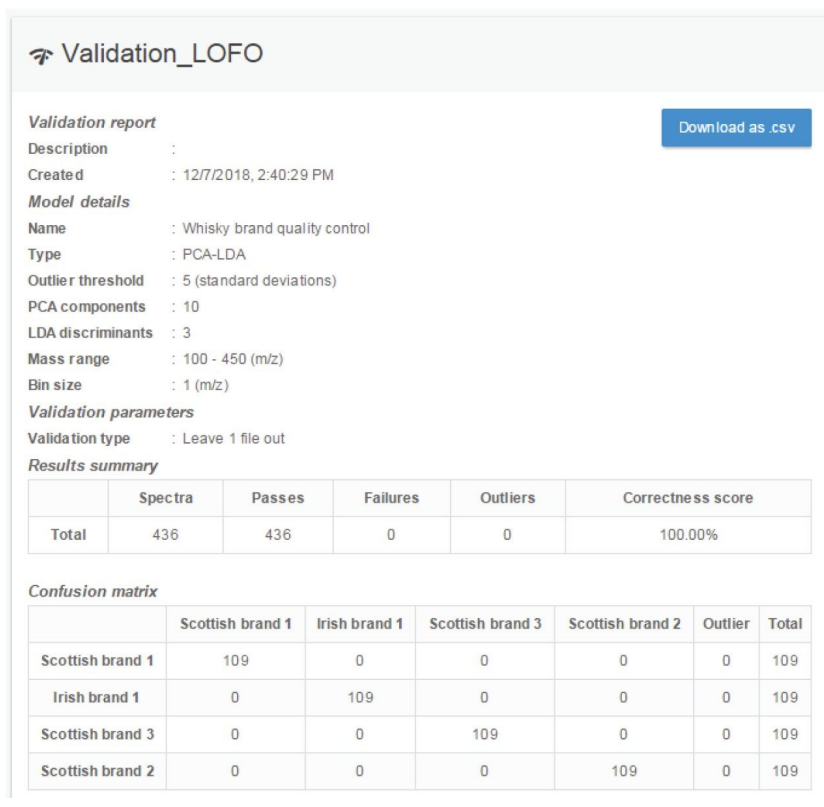 Validation_LOFO
Validation report
Download as .csv
Description :
Created : 12/7/2018, 2:40:29 PM
Model details
Name : Whisky brand quality control
Type : PCA-LDA
Outlier threshold : 5 (standard deviations)
PCA components : 10
LDA discriminants : 3
Mass range : 100 - 450 (m/z)
Bin size : 1 (m/z)
Validation parameters
Validation type : Leave 1 file out
Results summary
Spectra Passes Failures Outliers Correctness score
Total 436 436 0 0 100.00%
Confusion matrix
Scottish brand 1 Irish brand 1 Scottish brand 3 Scottish brand 2 Outlier Total
Scottish brand 1 109 0 0 0 0 109
Irish brand 1 0 109 0 0 0 109
Scottish brand 3 0 0 109 0 0 109
Scottish brand 2 0 0 0 109 0 109